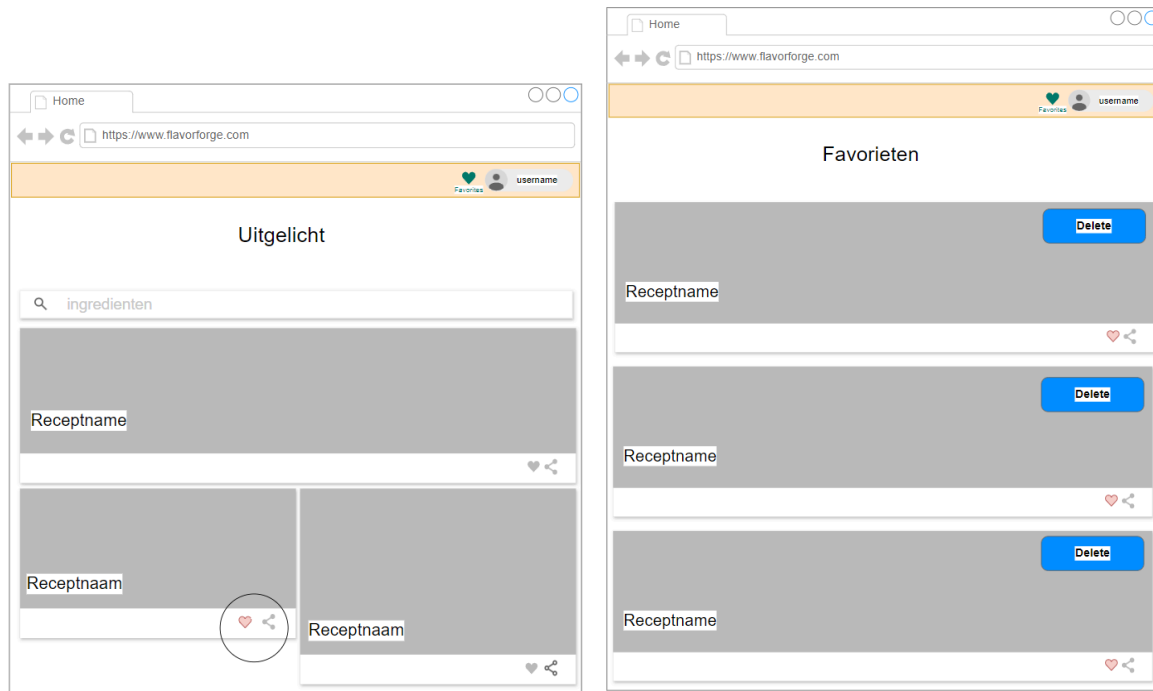 Home
https://www.flavorforge.com
Favorites
username
Uitgelicht
ingredienten
Receptname
Receptnaam
Receptnaam
Home
https://www.flavorforge.com
Favorites
username
Favorieten
Delete
Receptname
Delete
Receptname
Delete
Receptname